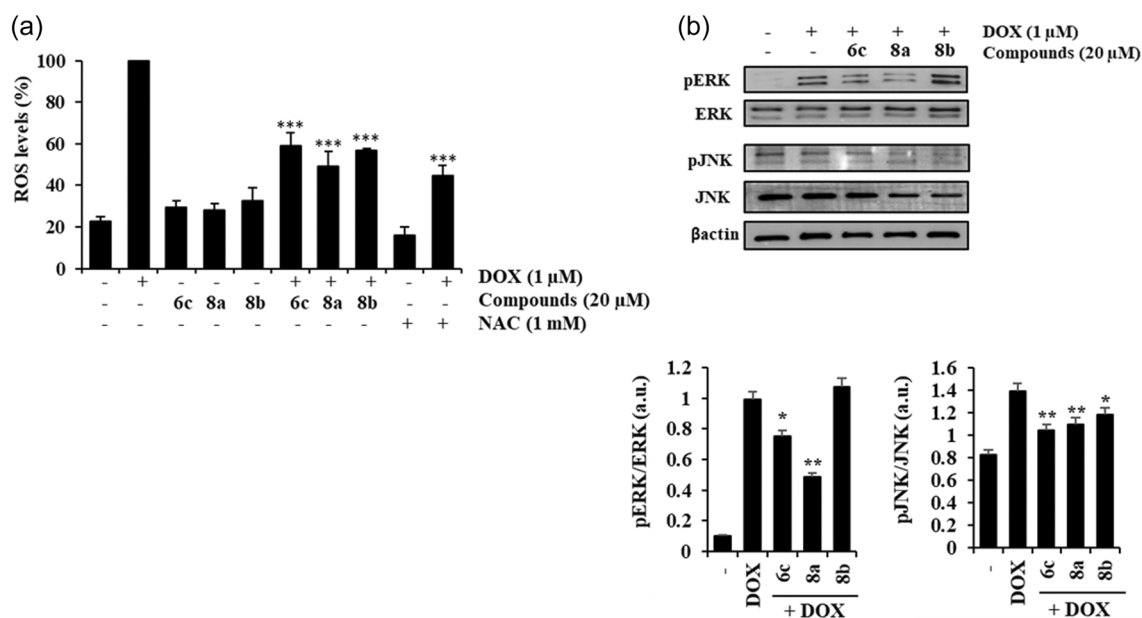 (a)
ROS levels (%)
100
80
60
40
20
0
*** *** *** ***
- + - - - + + + - + DOX (1 µM)
- - 6c 8a 8b 6c 8a 8b - - Compounds (20 µM)
- - - - - - - - + + NAC (1 mM)
(b)
- + + + + DOX (1 µM)
- - 6c 8a 8b Compounds (20 µM)
pERK
ERK
pJNK
JNK
βactin
pERK/ERK (a.u.)
1.2
1
0.8
0.6
0.4
0.2
0
* **
- DOX 6c 8a 8b
+ DOX
pJNK/JNK (a.u.)
1.6
1.4
1.2
1
0.8
0.6
0.4
0.2
0
** ** *
- DOX 6c 8a 8b
+ DOX